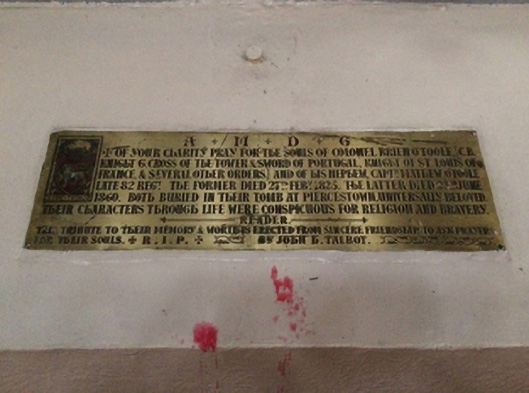 A + M + D + G
+ OF YOUR CHARITY PRAY FOR THE SOULS OF COLONEL BRIEN O'TOOLE, C.B.
KNIGHT G CROSS OF THE TOWER & SWORD OF PORTUGAL, KNIGHT OF ST LOUIS OF
FRANCE & SEVERAL OTHER ORDERS, AND OF HIS NEPHEW, CAPTN MATTHEW O'TOOLE
LATE 82 REGT. THE FORMER DIED 27TH FEBY. 1825. THE LATTER DIED JUNE
1860. BOTH BURIED IN THEIR TOMB AT PIERCESTOWN, UNIVERSALLY BELOVED.
THEIR CHARACTERS THROUGH LIFE WERE CONSPICUOUS FOR RELIGION AND BRAVERY.
READER.
THIS TRIBUTE TO THEIR MEMORY & WORTH IS ERECTED FROM SINCERE FRIENDSHIP TO ASK PRAYERS
FOR THEIR SOULS. + R. I. P. + BY JOHN H. TALBOT.